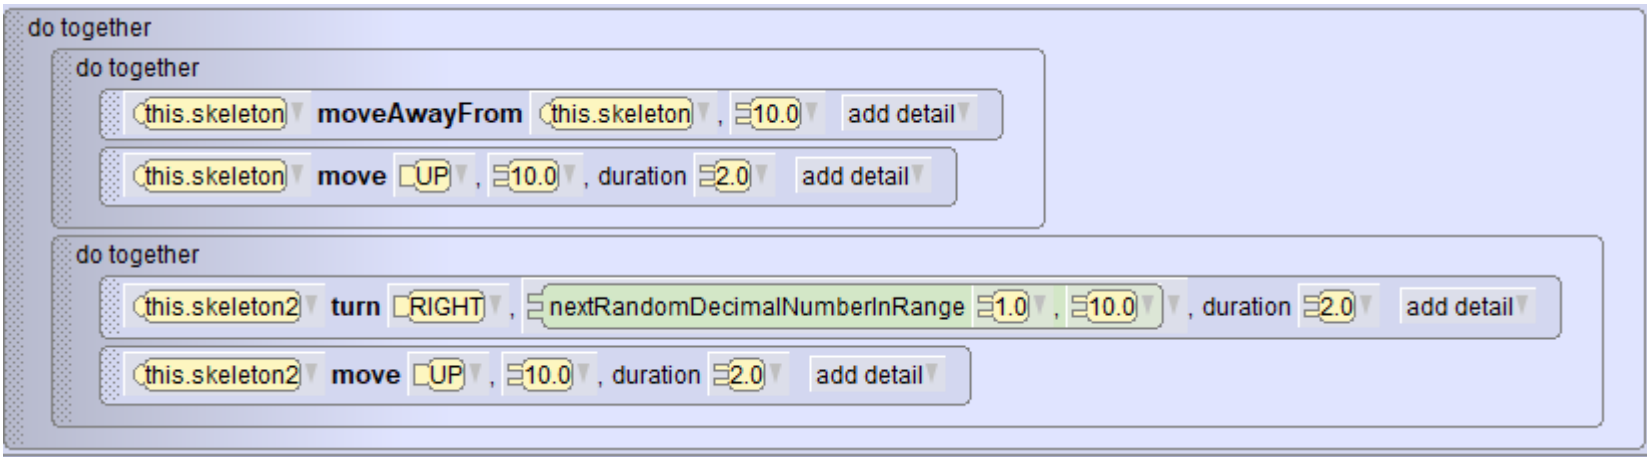 do together
do together
this.skeleton moveAwayFrom this.skeleton , 10.0 add detail
this.skeleton move UP , 10.0 , duration 2.0 add detail
do together
this.skeleton2 turn RIGHT , nextRandomDecimalNumberInRange 1.0 , 10.0 , duration 2.0 add detail
this.skeleton2 move UP , 10.0 , duration 2.0 add detail